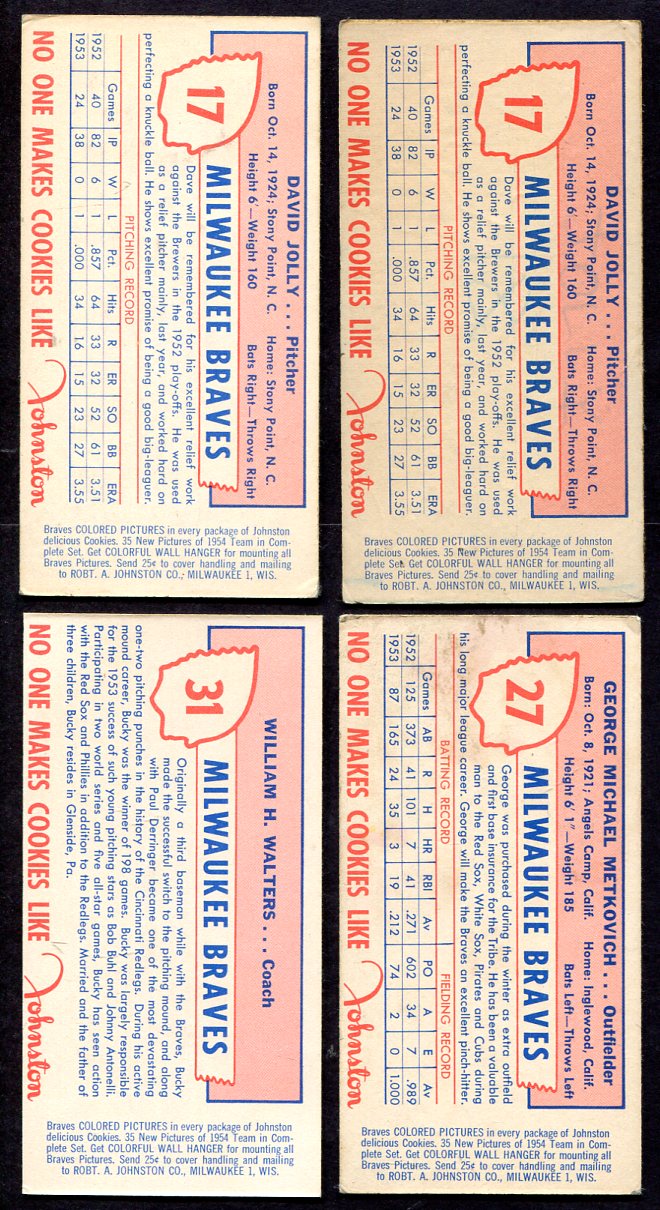 DAVID JOLLY . . . Pitcher
Born Oct. 14, 1924; Stony Point, N. C. Home: Stony Point, N. C.
Height 6'—Weight 160 Bats Right—Throws Right
17
MILWAUKEE BRAVES
Dave will be remembered for his excellent relief work
against the Brewers in the 1952 play-offs. He was used
as a relief pitcher mainly, last year, and worked hard on
perfecting a knuckle ball. He shows excellent promise of being a good big-leaguer.
PITCHING RECORD
Games IP W L Pct. Hits R ER SO BB ERA
1952 40 82 6 1 .857 64 33 32 52 61 3.51
1953 24 38 0 1 .000 34 16 15 23 27 3.55
NO ONE MAKES COOKIES LIKE Johnston
Braves COLORED PICTURES in every package of Johnston
delicious Cookies. 35 New Pictures of 1954 Team in Com-
plete Set. Get COLORFUL WALL HANGER for mounting all
Braves Pictures. Send 25¢ to cover handling and mailing
to ROBT. A. JOHNSTON CO., MILWAUKEE 1, WIS.
DAVID JOLLY . . . Pitcher
Born Oct. 14, 1924; Stony Point, N. C. Home: Stony Point, N. C.
Height 6'—Weight 160 Bats Right—Throws Right
17
MILWAUKEE BRAVES
Dave will be remembered for his excellent relief work
against the Brewers in the 1952 play-offs. He was used
as a relief pitcher mainly, last year, and worked hard on
perfecting a knuckle ball. He shows excellent promise of being a good big-leaguer.
PITCHING RECORD
Games IP W L Pct. Hits R ER SO BB ERA
1952 40 82 6 1 .857 64 33 32 52 61 3.51
1953 24 38 0 1 .000 34 16 15 23 27 3.55
NO ONE MAKES COOKIES LIKE Johnston
Braves COLORED PICTURES in every package of Johnston
delicious Cookies. 35 New Pictures of 1954 Team in Com-
plete Set. Get COLORFUL WALL HANGER for mounting all
Braves Pictures. Send 25¢ to cover handling and mailing
to ROBT. A. JOHNSTON CO., MILWAUKEE 1, WIS.
WILLIAM H. WALTERS . . . Coach
31
MILWAUKEE BRAVES
Originally a third baseman while with the Braves, Bucky
made the successful switch to the pitching mound, and along
with Paul Derringer became one of the most devastating
one-two pitching punches in the history of the Cincinnati Redlegs. During his active
mound career, Bucky was the winner of 198 games. Bucky was largely responsible
for the 1953 success of such young pitching stars as Bob Buhl and Johnny Antonelli.
Participating in two world series and five all-star games, Bucky has seen action
with the Red Sox and Phillies in addition to the Redlegs. Married and the father of
three children, Bucky resides in Glenside, Pa.
NO ONE MAKES COOKIES LIKE Johnston
Braves COLORED PICTURES in every package of Johnston
delicious Cookies. 35 New Pictures of 1954 Team in Com-
plete Set. Get COLORFUL WALL HANGER for mounting all
Braves Pictures. Send 25¢ to cover handling and mailing
to ROBT. A. JOHNSTON CO., MILWAUKEE 1, WIS.
GEORGE MICHAEL METKOVICH . . . Outfielder
Born: Oct. 8, 1921; Angels Camp, Calif. Home: Inglewood, Calif.
Height 6' 1"—Weight 185 Bats Left—Throws Left
27
MILWAUKEE BRAVES
George was purchased during the winter as extra outfield
and first base insurance for the Tribe. He has been a valuable
man to the Red Sox, White Sox, Pirates and Cubs during
his long major league career. George will make the Braves an excellent pinch-hitter.
BATTING RECORD FIELDING RECORD
Games AB R H HR RBI Av PO A E Av
1952 125 373 41 101 7 41 .271 602 34 7 .989
1953 87 165 24 35 3 19 .212 74 2 0 1.000
NO ONE MAKES COOKIES LIKE Johnston
Braves COLORED PICTURES in every package of Johnston
delicious Cookies. 35 New Pictures of 1954 Team in Com-
plete Set. Get COLORFUL WALL HANGER for mounting all
Braves Pictures. Send 25¢ to cover handling and mailing
to ROBT. A. JOHNSTON CO., MILWAUKEE 1, WIS.